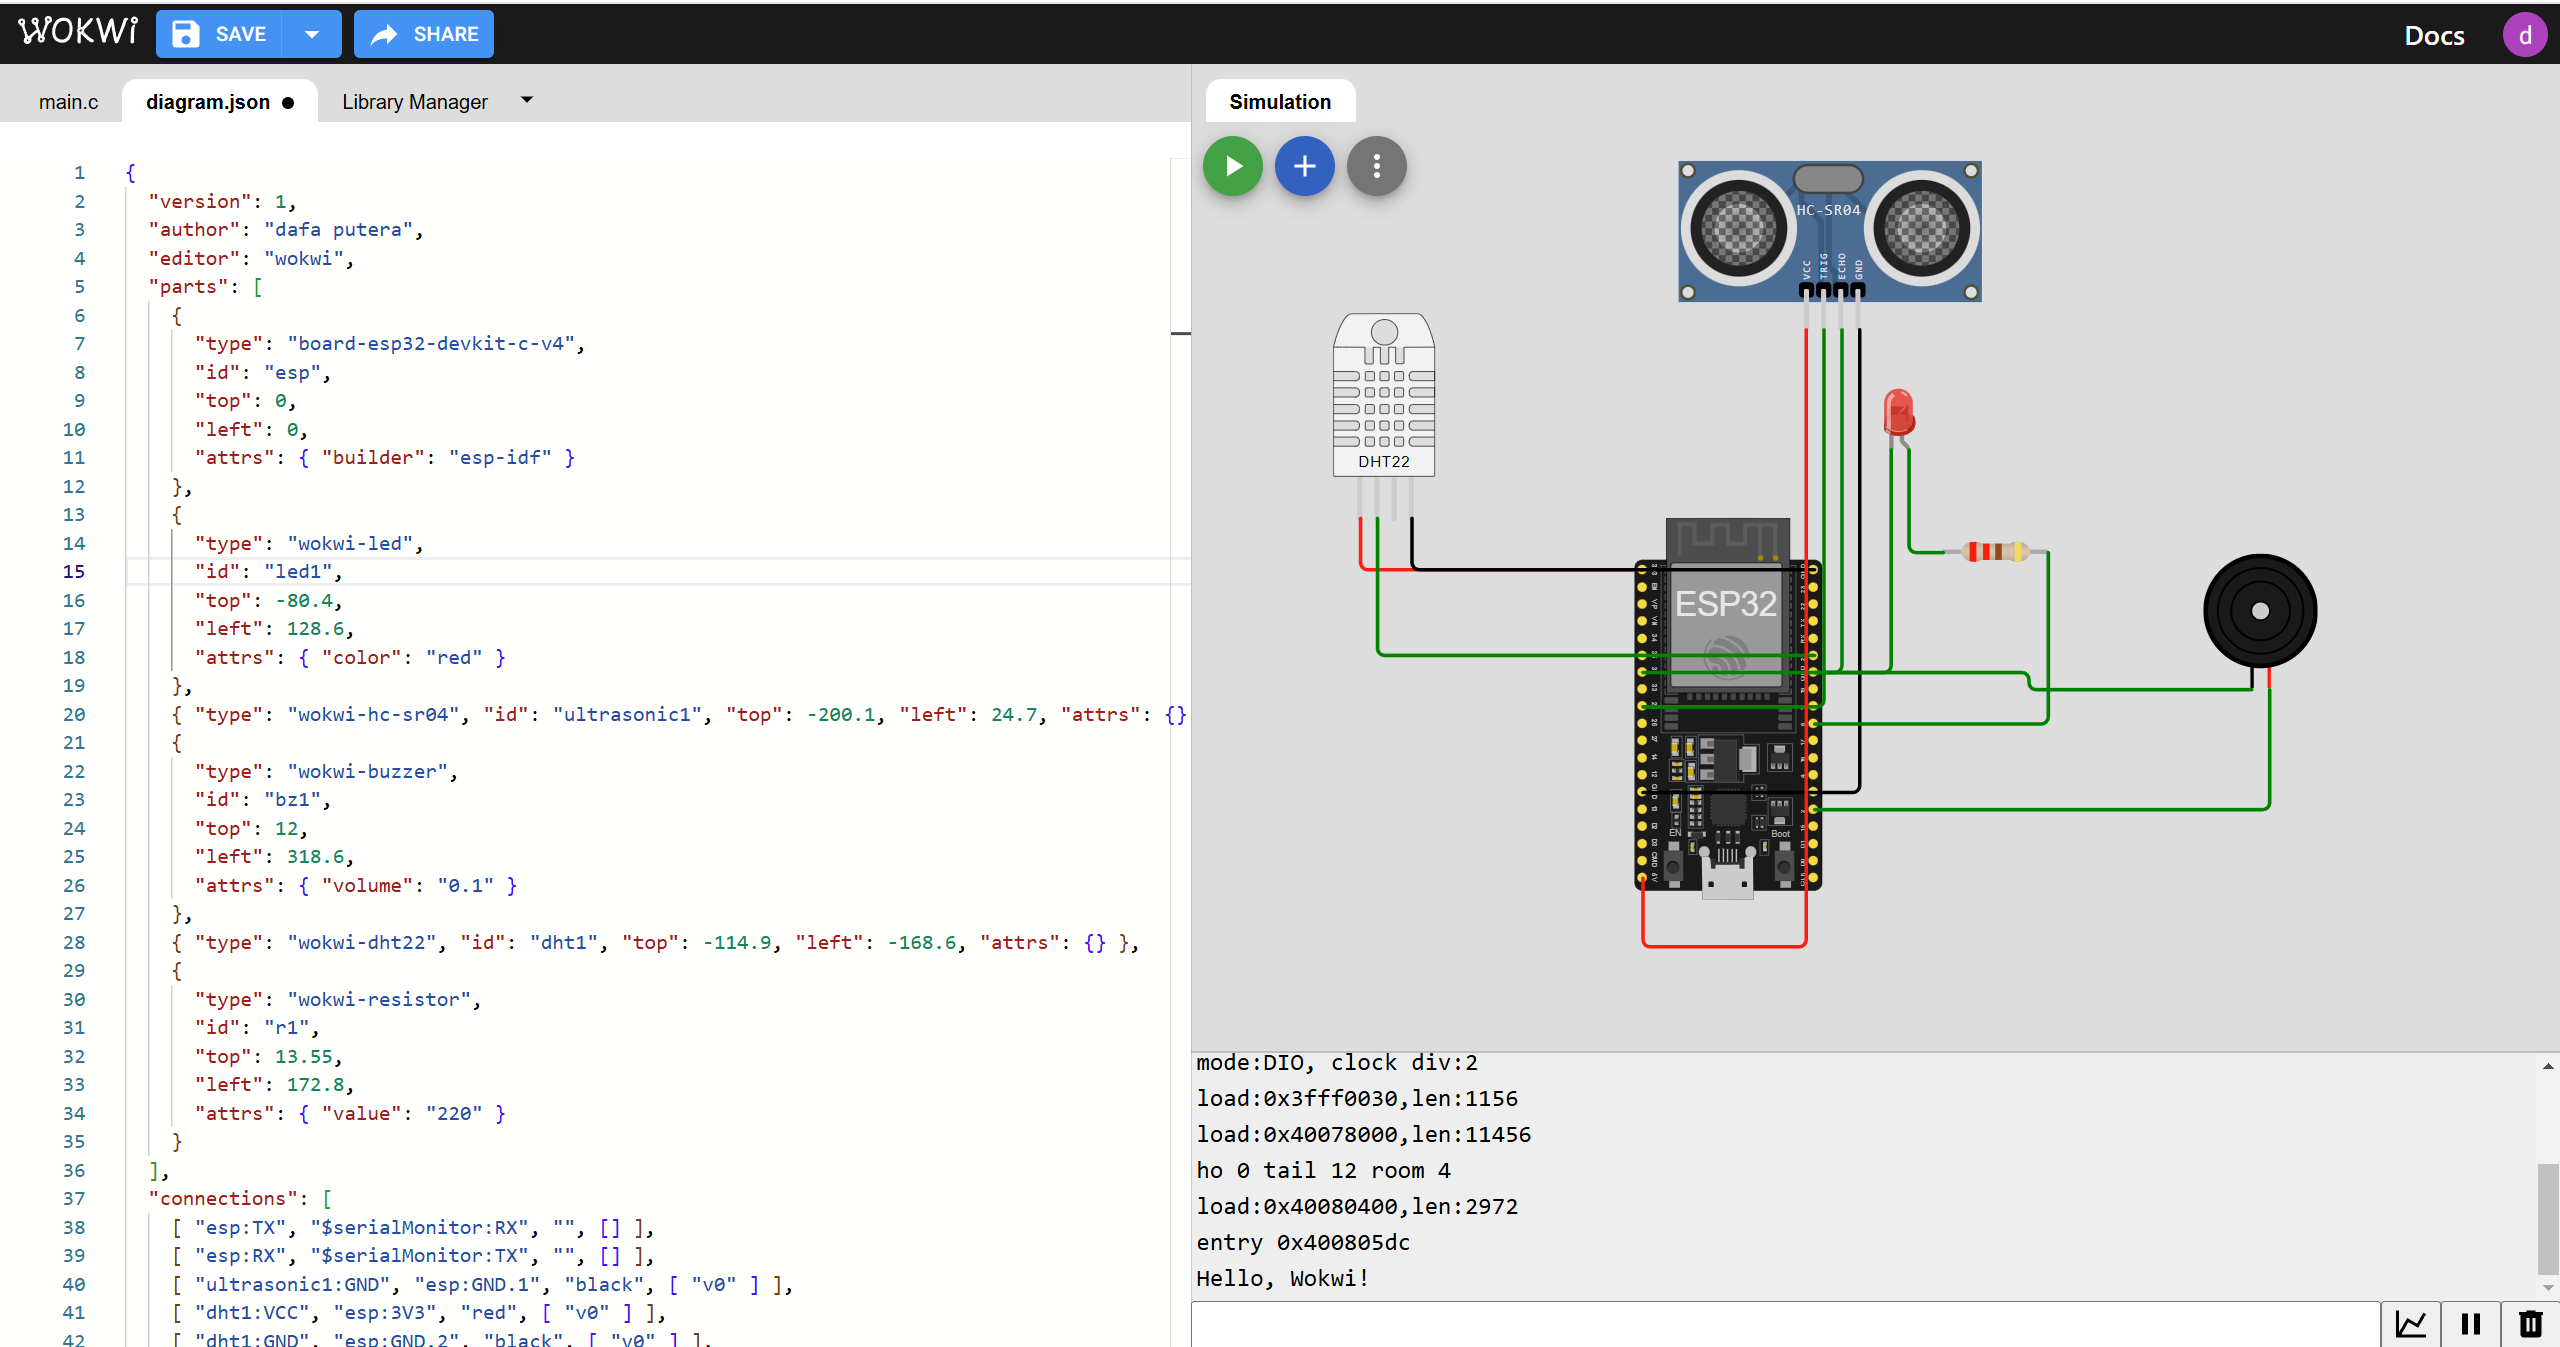 WOKWi
SAVE
SHARE
Docs
d
main.c
diagram.json
Library Manager
1 {
2 "version": 1,
3 "author": "dafa putera",
4 "editor": "wokwi",
5 "parts": [
6 {
7 "type": "board-esp32-devkit-c-v4",
8 "id": "esp",
9 "top": 0,
10 "left": 0,
11 "attrs": { "builder": "esp-idf" }
12 },
13 {
14 "type": "wokwi-led",
15 "id": "led1",
16 "top": -80.4,
17 "left": 128.6,
18 "attrs": { "color": "red" }
19 },
20 { "type": "wokwi-hc-sr04", "id": "ultrasonic1", "top": -200.1, "left": 24.7, "attrs": {}
21 {
22 "type": "wokwi-buzzer",
23 "id": "bz1",
24 "top": 12,
25 "left": 318.6,
26 "attrs": { "volume": "0.1" }
27 },
28 { "type": "wokwi-dht22", "id": "dht1", "top": -114.9, "left": -168.6, "attrs": {} },
29 {
30 "type": "wokwi-resistor",
31 "id": "r1",
32 "top": 13.55,
33 "left": 172.8,
34 "attrs": { "value": "220" }
35 }
36 ],
37 "connections": [
38 [ "esp:TX", "$serialMonitor:RX", "", [] ],
39 [ "esp:RX", "$serialMonitor:TX", "", [] ],
40 [ "ultrasonic1:GND", "esp:GND.1", "black", [ "v0" ] ],
41 [ "dht1:VCC", "esp:3V3", "red", [ "v0" ] ],
42 [ "dht1:GND", "esp:GND.2", "black", [ "v0" ] ],
Simulation
HC-SR04
VCC
TRIG
ECHO
GND
DHT22
ESP32
EN
Boot
mode:DIO, clock div:2
load:0x3fff0030,len:1156
load:0x40078000,len:11456
ho 0 tail 12 room 4
load:0x40080400,len:2972
entry 0x400805dc
Hello, Wokwi!